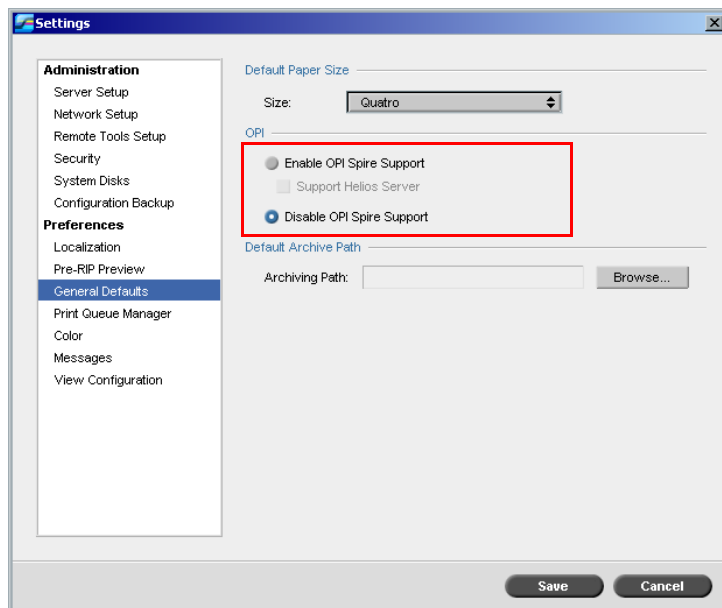 Settings
Administration
Server Setup
Network Setup
Remote Tools Setup
Security
System Disks
Configuration Backup
Preferences
Localization
Pre-RIP Preview
General Defaults
Print Queue Manager
Color
Messages
View Configuration
Default Paper Size
Size: Quatro
OPI
Enable OPI Spire Support
Support Helios Server
Disable OPI Spire Support
Default Archive Path
Archiving Path: Browse...
Save Cancel